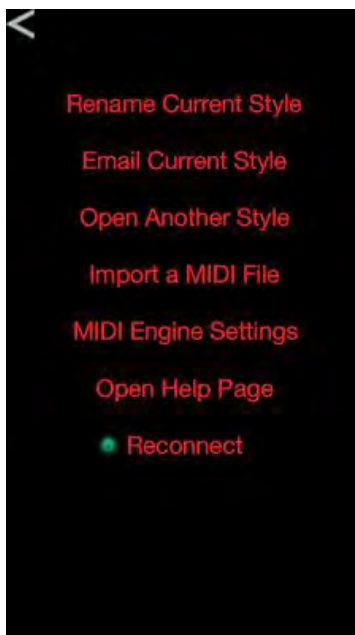 Rename Current Style
Email Current Style
Open Another Style
Import a MIDI File
MIDI Engine Settings
Open Help Page
Reconnect